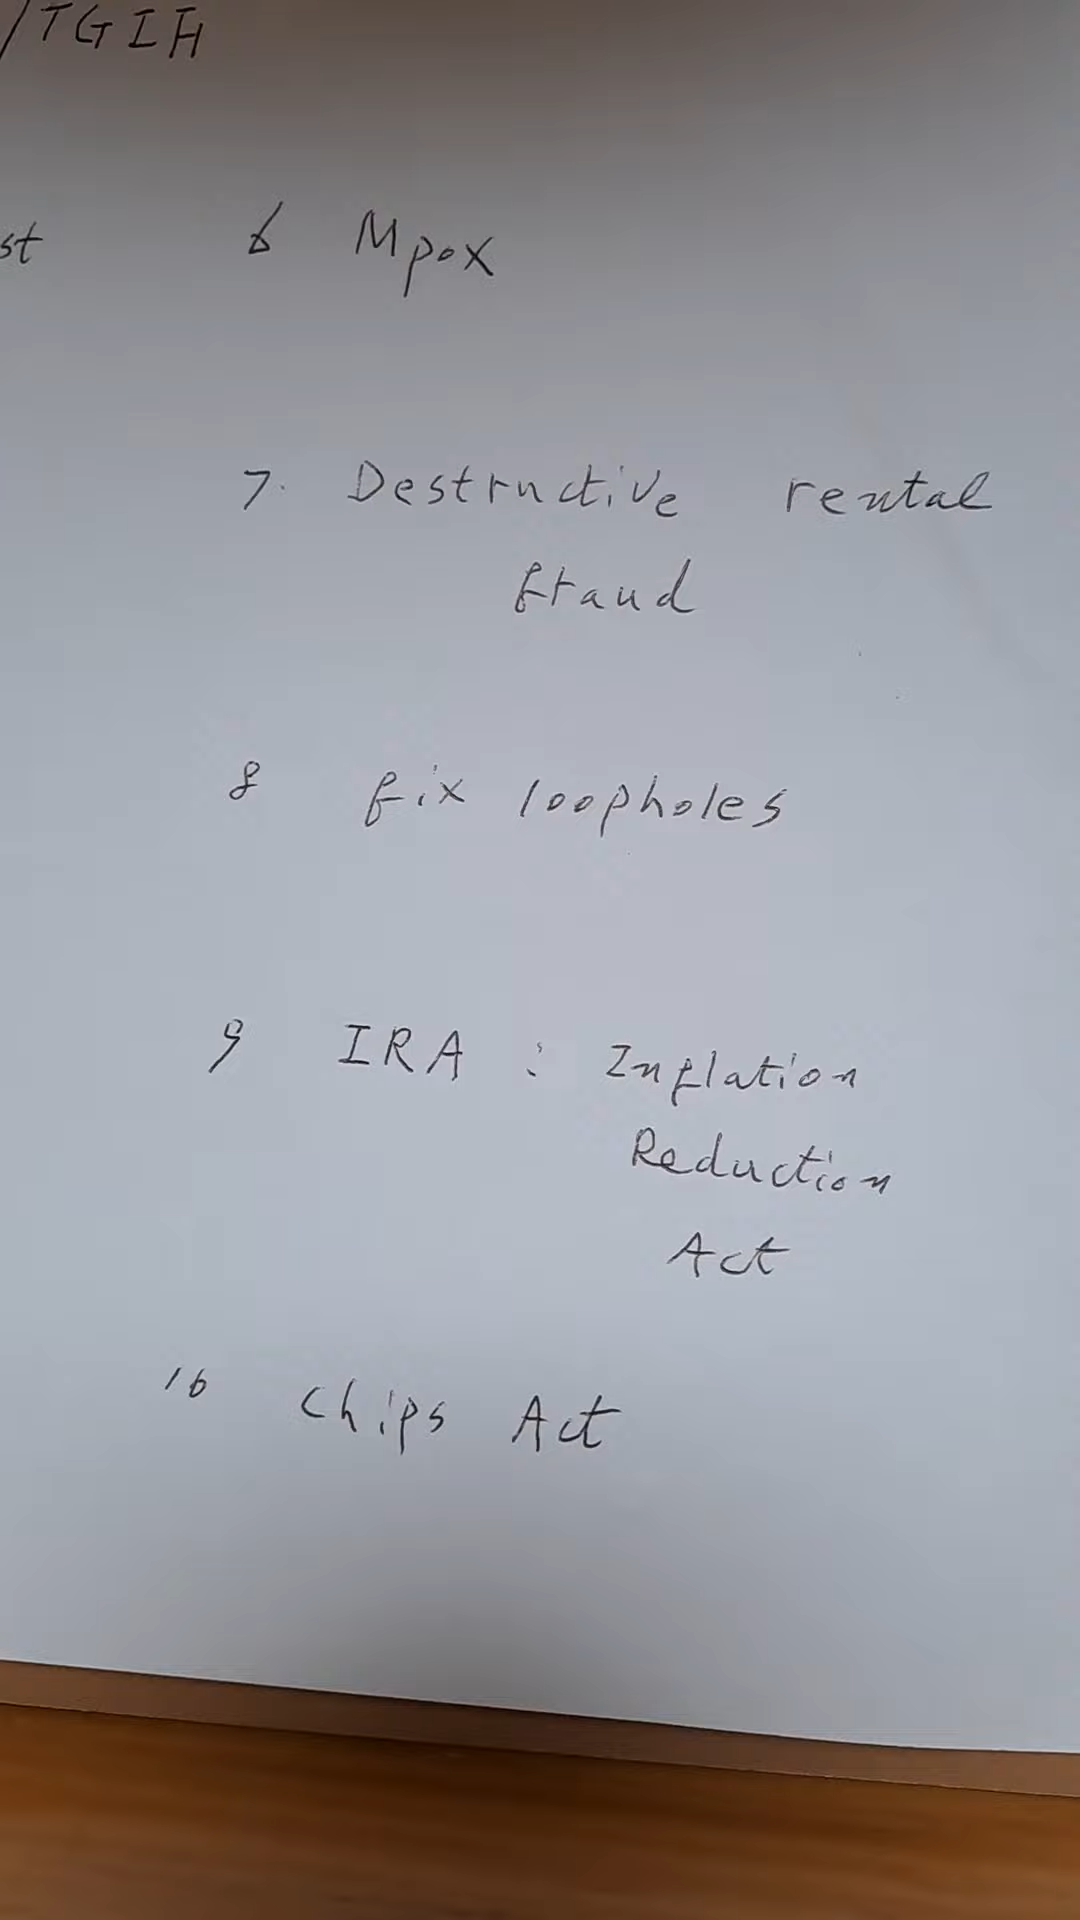 /TGIF
st
6 Mpox
7. Destructive rental
fraud
8 fix loopholes
9 IRA : Inflation
Reduction
Act
10 Chips Act